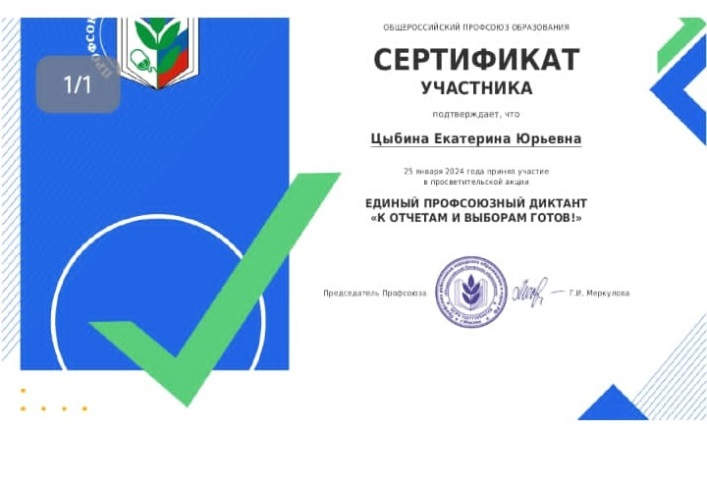 ОБЩЕРОССИЙСКИЙ ПРОФСОЮЗ ОБРАЗОВАНИЯ
СЕРТИФИКАТ
УЧАСТНИКА
подтверждает, что
Цыбина Екатерина Юрьевна
25 января 2024 года принял участие
в просветительской акции
ЕДИНЫЙ ПРОФСОЮЗНЫЙ ДИКТАНТ
«К ОТЧЕТАМ И ВЫБОРАМ ГОТОВ!»
Председатель Профсоюза
Г.И. Меркулова
1/1